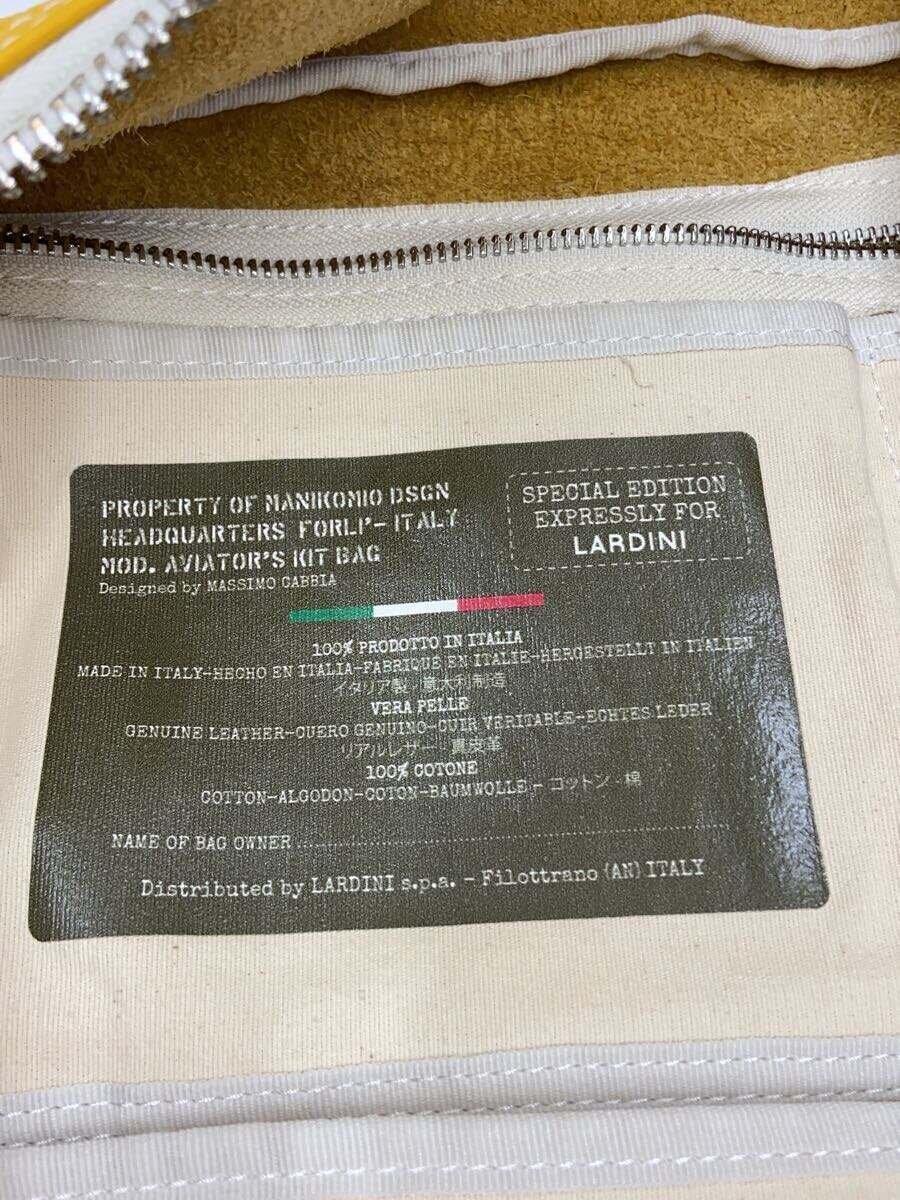 PROPERTY OF MANIKOMIO DSGN
HEADQUARTERS FORLI'- ITALY
MOD. AVIATOR'S KIT BAG
Designed by MASSIMO GABBIA
SPECIAL EDITION
EXPRESSLY FOR
LARDINI
100% PRODOTTO IN ITALIA
MADE IN ITALY-HECHO EN ITALIA-FABRIQUE EN ITALIE-HERGESTELLT IN ITALIEN
イタリア製・意大利制造
VERA PELLE
GENUINE LEATHER-CUERO GENUINO-CUIR VERITABLE-ECHTES LEDER
リアルレザー・真皮革
100% COTONE
COTTON-ALGODON-COTON-BAUMWOLLE - コットン・棉
NAME OF BAG OWNER ..........
Distributed by LARDINI s.p.a. - Filottrano (AN) ITALY